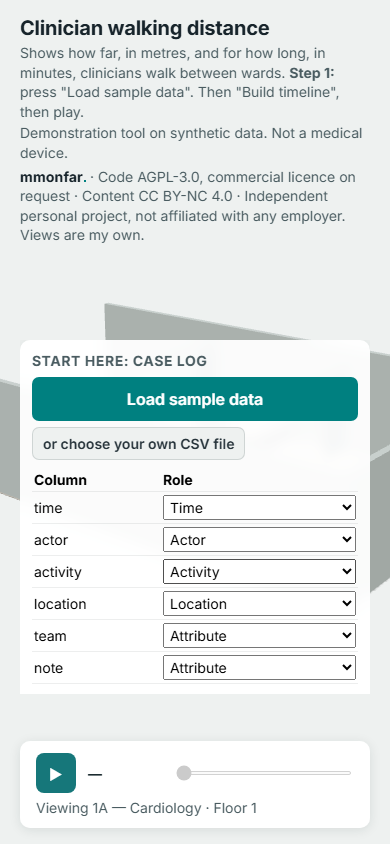 Clinician walking distance
Shows how far, in metres, and for how long, in
minutes, clinicians walk between wards. Step 1:
press "Load sample data". Then "Build timeline",
then play.
Demonstration tool on synthetic data. Not a medical
device.
mmonfar. · Code AGPL-3.0, commercial licence on
request · Content CC BY-NC 4.0 · Independent
personal project, not affiliated with any employer.
Views are my own.
START HERE: CASE LOG
Load sample data
or choose your own CSV file
Column Role
time Time
actor Actor
activity Activity
location Location
team Attribute
note Attribute
—
Viewing 1A — Cardiology · Floor 1